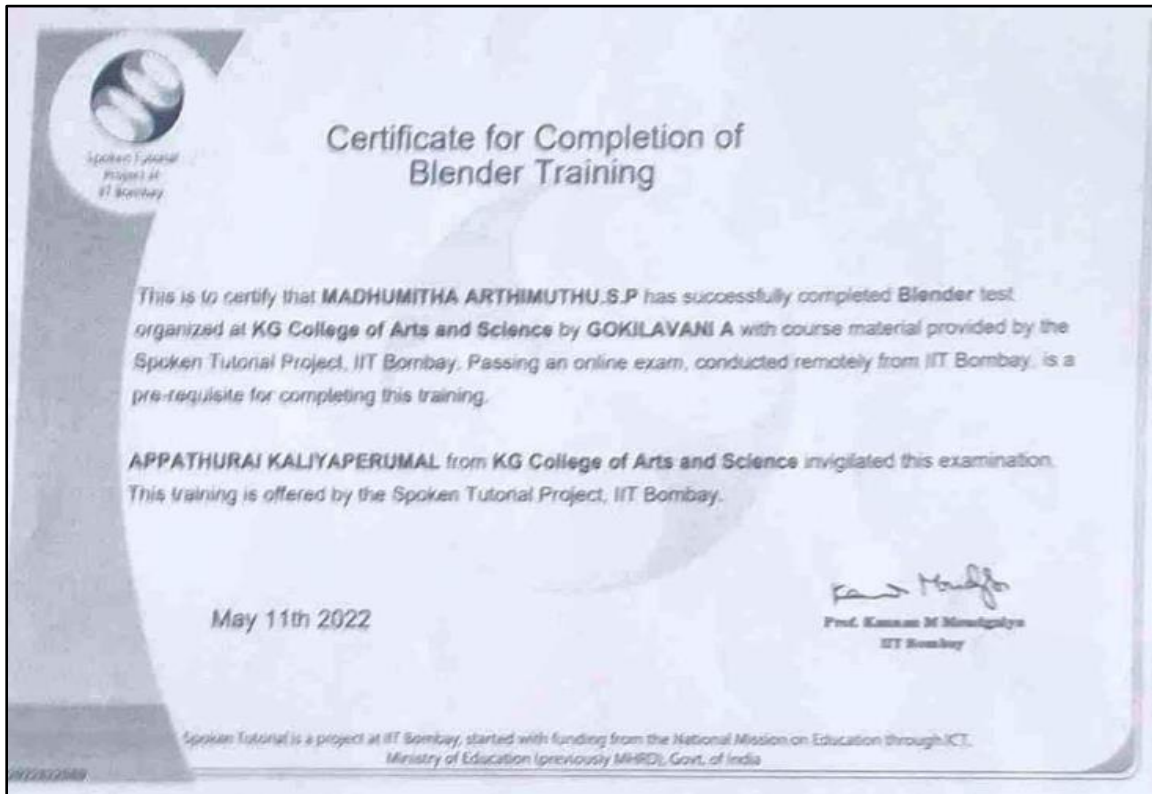 Spoken Tutorial
Project at
IIT Bombay
Certificate for Completion of
Blender Training
This is to certify that MADHUMITHA ARTHIMUTHU.S.P has successfully completed Blender test
organized at KG College of Arts and Science by GOKILAVANI A with course material provided by the
Spoken Tutorial Project, IIT Bombay. Passing an online exam, conducted remotely from IIT Bombay, is a
pre-requisite for completing this training.
APPATHURAI KALIYAPERUMAL from KG College of Arts and Science invigilated this examination.
This training is offered by the Spoken Tutorial Project, IIT Bombay.
May 11th 2022
Prof. Kannan M Moudgalya
IIT Bombay
Spoken Tutorial is a project at IIT Bombay, started with funding from the National Mission on Education through ICT,
Ministry of Education (previously MHRD), Govt. of India